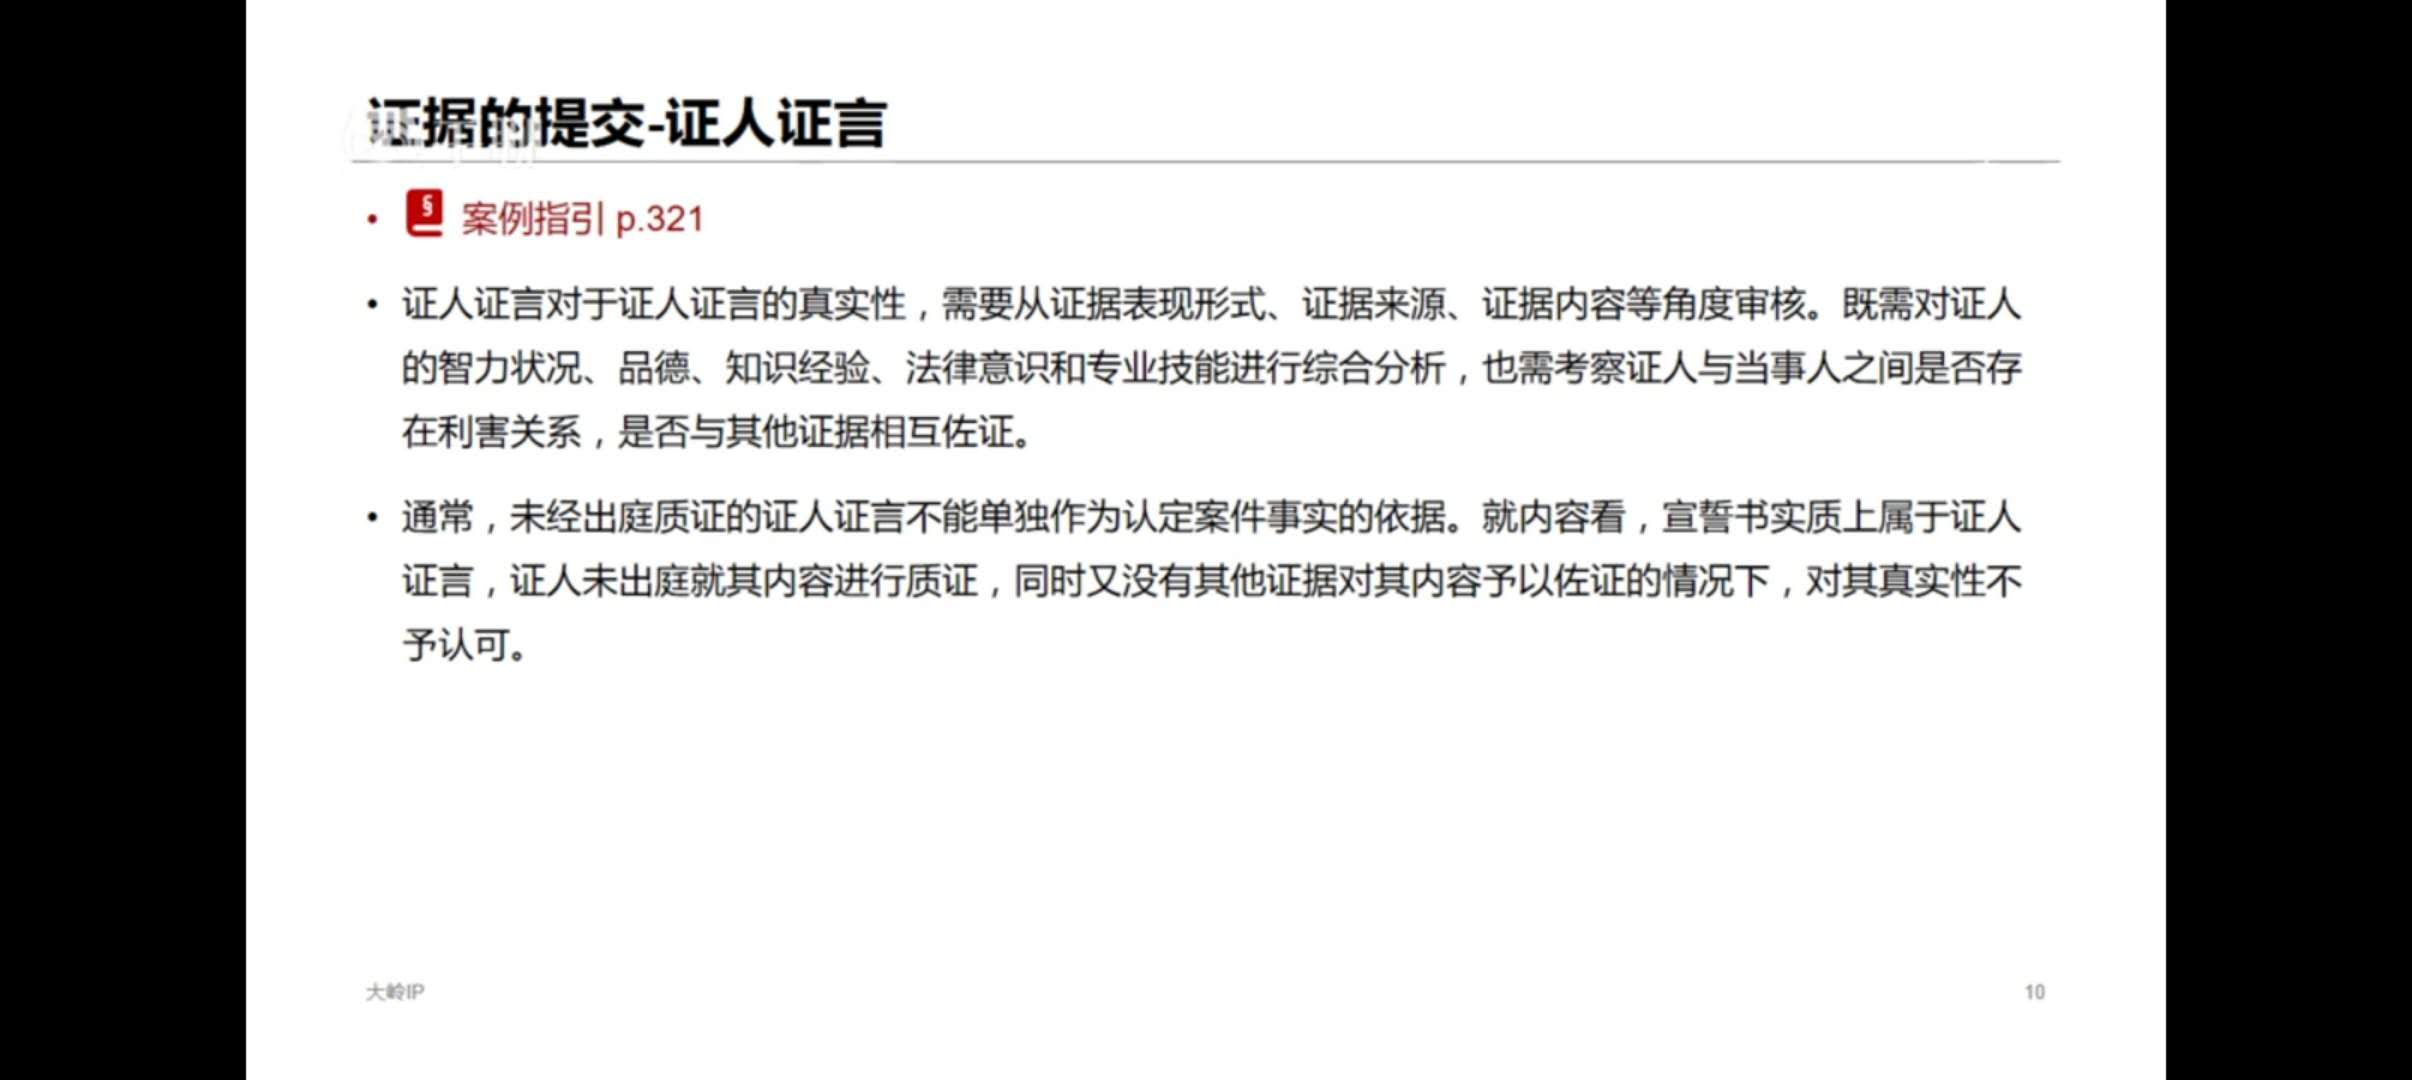 证据的提交-证人证言
• § 案例指引 p.321
• 证人证言对于证人证言的真实性，需要从证据表现形式、证据来源、证据内容等角度审核。既需对证人
的智力状况、品德、知识经验、法律意识和专业技能进行综合分析，也需考察证人与当事人之间是否存
在利害关系，是否与其他证据相互佐证。
• 通常，未经出庭质证的证人证言不能单独作为认定案件事实的依据。就内容看，宣誓书实质上属于证人
证言，证人未出庭就其内容进行质证，同时又没有其他证据对其内容予以佐证的情况下，对其真实性不
予认可。
大岭IP
10